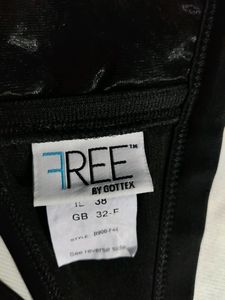 FREE™
BY GOTTEX
IL 38
GB 32-F
STYLE
See reverse side